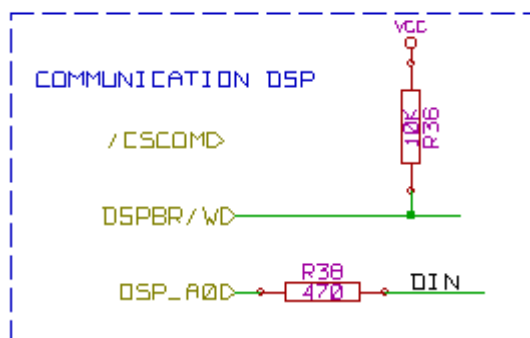 VCC
COMMUNICATION DSP
10K
R36
/CSCOM
DSPBR/W
R38
DSP_A0
470
DIN